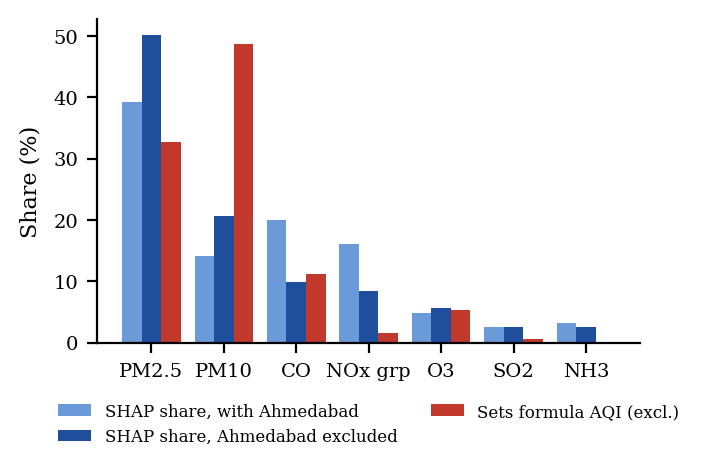 Share (%)
50
40
30
20
10
0
PM2.5 PM10 CO NOx grp O3 SO2 NH3
SHAP share, with Ahmedabad
SHAP share, Ahmedabad excluded
Sets formula AQI (excl.)